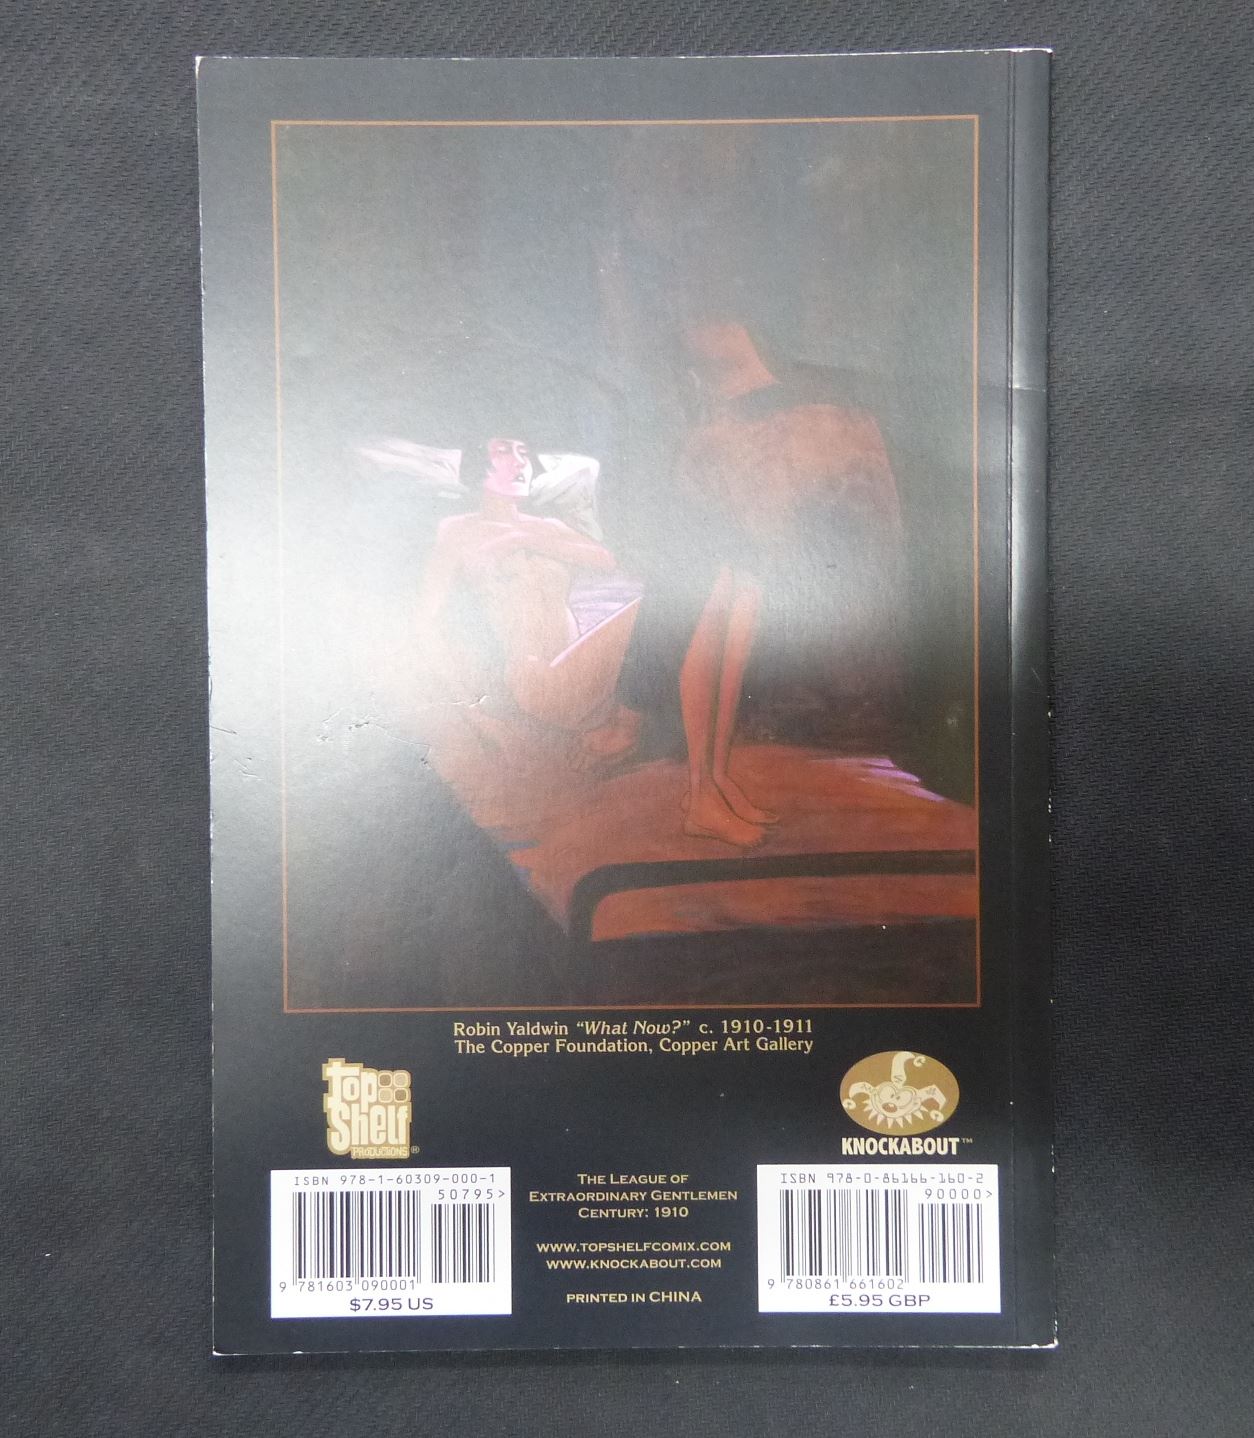 Robin Yaldwin “What Now?” c. 1910-1911
The Copper Foundation, Copper Art Gallery
Top
Shelf
PRODUCTIONS®
KNOCKABOUT™
ISBN 978-1-60309-000-1
50795>
9 781603 090001
$7.95 US
THE LEAGUE OF
EXTRAORDINARY GENTLEMEN
CENTURY: 1910
WWW.TOPSHELFCOMIX.COM
WWW.KNOCKABOUT.COM
PRINTED IN CHINA
ISBN 978-0-86166-160-2
90000>
9 780861 661602
£5.95 GBP